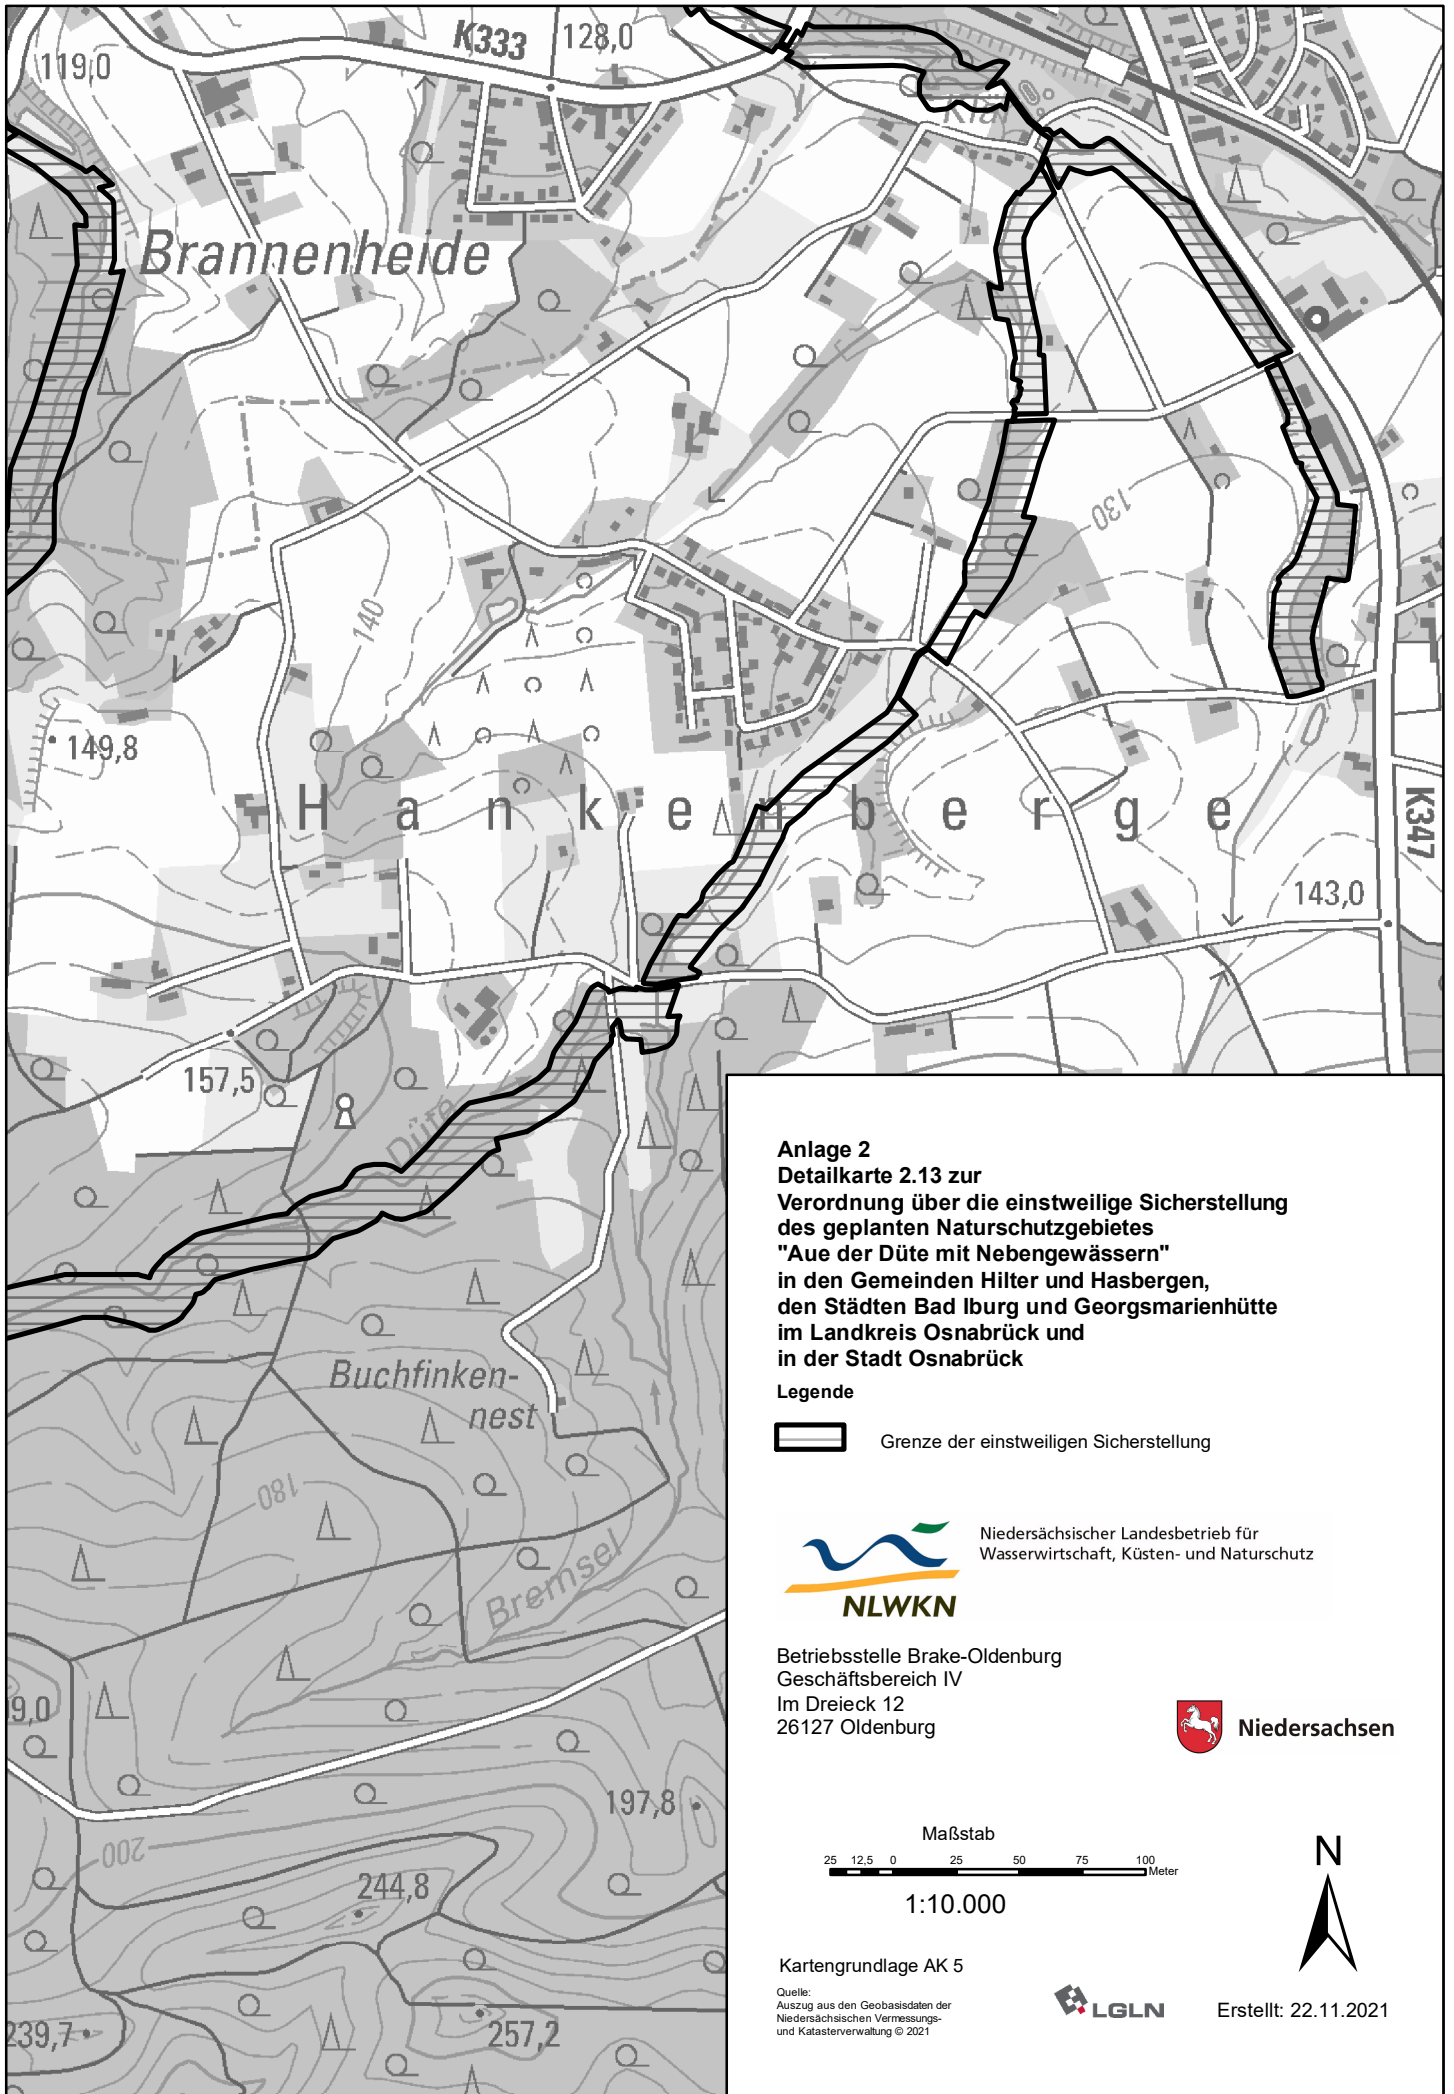 K333
128,0
119,0
Kla
Brannenheide
130
140
149,8
Hankenberge
K347
143,0
157,5
Düte
Buchfinken-
nest
180
Bremsel
9,0
197,8
200
244,8
239,7
257,2
Anlage 2
Detailkarte 2.13 zur
Verordnung über die einstweilige Sicherstellung
des geplanten Naturschutzgebietes
"Aue der Düte mit Nebengewässern"
in den Gemeinden Hilter und Hasbergen,
den Städten Bad Iburg und Georgsmarienhütte
im Landkreis Osnabrück und
in der Stadt Osnabrück
Legende
Grenze der einstweiligen Sicherstellung
Niedersächsischer Landesbetrieb für
Wasserwirtschaft, Küsten- und Naturschutz
NLWKN
Betriebsstelle Brake-Oldenburg
Geschäftsbereich IV
Im Dreieck 12
26127 Oldenburg
Niedersachsen
Maßstab
25 12,5 0 25 50 75 100
Meter
1:10.000
N
Kartengrundlage AK 5
Quelle:
Auszug aus den Geobasisdaten der
Niedersächsischen Vermessungs-
und Katasterverwaltung © 2021
LGLN
Erstellt: 22.11.2021